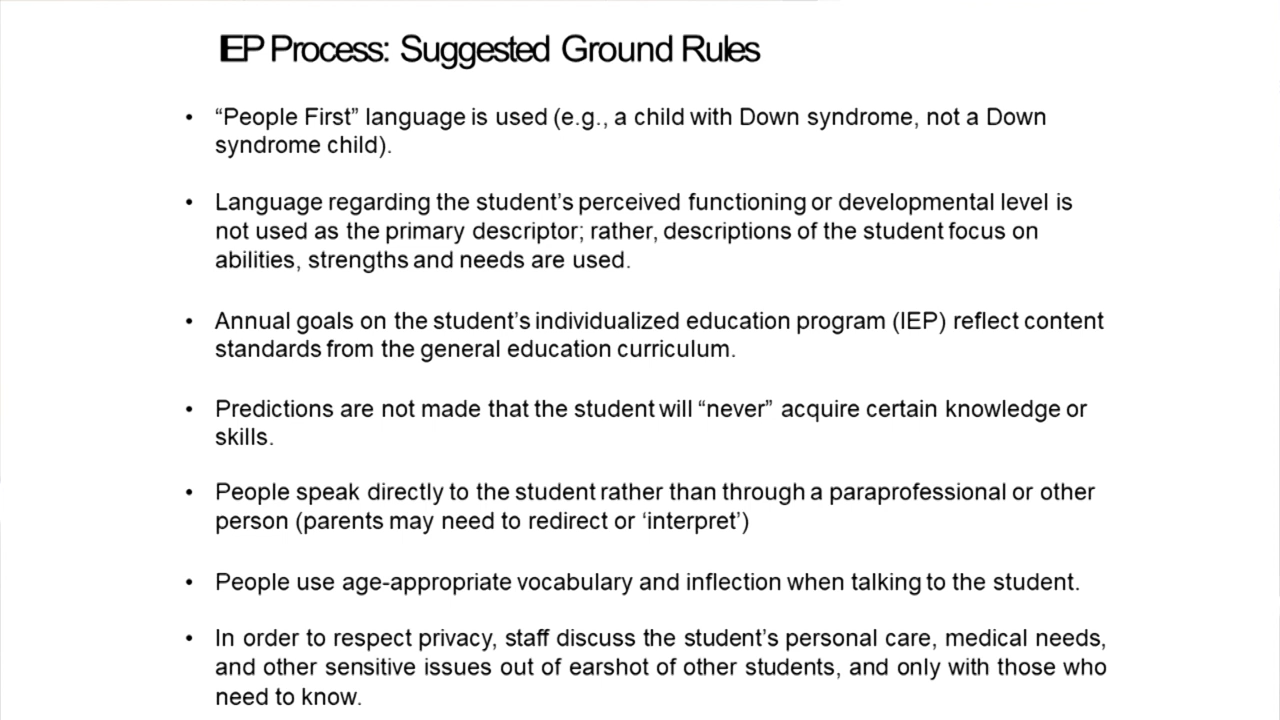 IEP Process: Suggested Ground Rules
• “People First” language is used (e.g., a child with Down syndrome, not a Down
syndrome child).
• Language regarding the student’s perceived functioning or developmental level is
not used as the primary descriptor; rather, descriptions of the student focus on
abilities, strengths and needs are used.
• Annual goals on the student’s individualized education program (IEP) reflect content
standards from the general education curriculum.
• Predictions are not made that the student will “never” acquire certain knowledge or
skills.
• People speak directly to the student rather than through a paraprofessional or other
person (parents may need to redirect or ‘interpret’)
• People use age-appropriate vocabulary and inflection when talking to the student.
• In order to respect privacy, staff discuss the student’s personal care, medical needs,
and other sensitive issues out of earshot of other students, and only with those who
need to know.